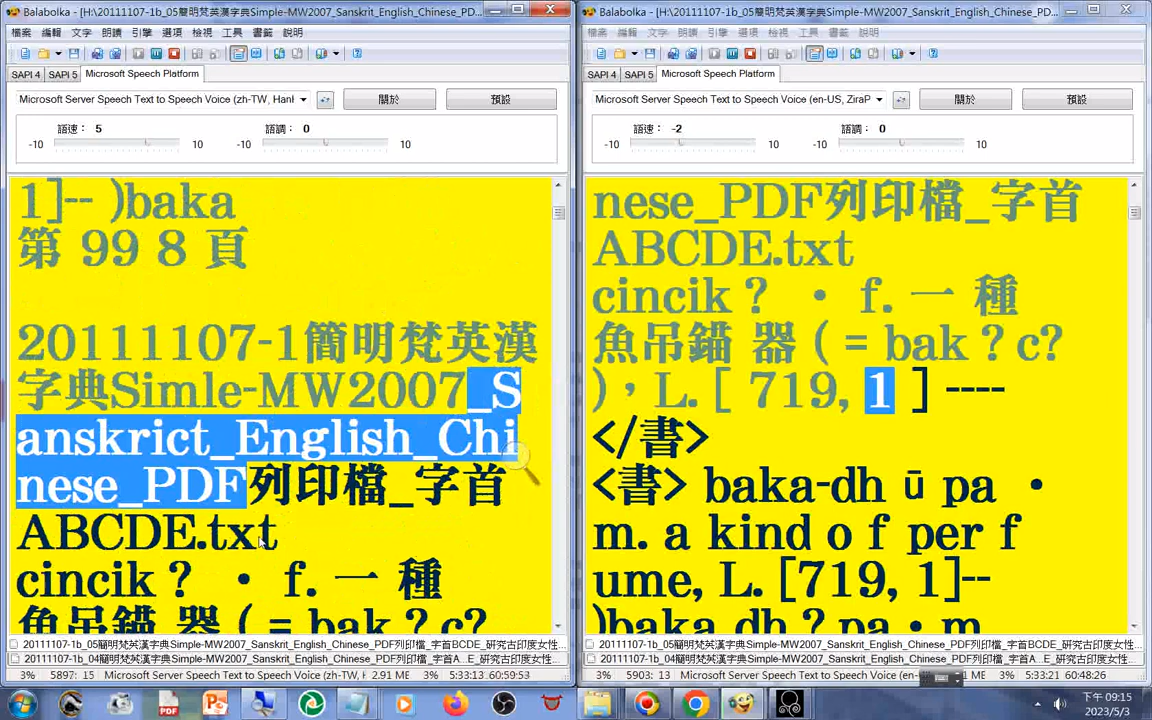 Balabolka - [H:\20111107-1b_05簡明梵英漢字典Simple-MW2007_Sanskrit_English_Chinese_PD...
檔案 編輯 文字 朗讀 引擎 選項 檢視 工具 書籤 說明
SAPI 4 SAPI 5 Microsoft Speech Platform
Microsoft Server Speech Text to Speech Voice (zh-TW, Hanl
關於 預設
語速: 5 語調: 0
-10 10 -10 10
1]-- )baka
第 99 8 頁
20111107-1簡明梵英漢
字典Simle-MW2007_S
anskrict_English_Chi
nese_PDF列印檔_字首
ABCDE.txt
cincik ? • f. 一 種
魚吊錨 器 ( = bak ? c?
20111107-1b_05簡明梵英漢字典Simple-MW2007_Sanskrit_English_Chinese_PDF列印檔_字首BCDE_研究古印度女性...
20111107-1b_04簡明梵英漢字典Simple-MW2007_Sanskrit_English_Chinese_PDF列印檔_字首A...E_研究古印度女性...
3% 5897: 15 Microsoft Server Speech Text to Speech Voice (zh-TW, 2.91 MB 3% 5:33:13 60:59:53
Balabolka - [H:\20111107-1b_05簡明梵英漢字典Simple-MW2007_Sanskrit_English_Chinese_PD...
檔案 編輯 文字 朗讀 引擎 選項 檢視 工具 書籤 說明
SAPI 4 SAPI 5 Microsoft Speech Platform
Microsoft Server Speech Text to Speech Voice (en-US, ZiraP
關於 預設
語速: -2 語調: 0
-10 10 -10 10
nese_PDF列印檔_字首
ABCDE.txt
cincik ? • f. 一 種
魚吊錨 器 ( = bak ? c?
)，L. [ 719, 1 ] ----
</書>
<書> baka-dh ū pa •
m. a kind o f per f
ume, L. [719, 1]--
)baka dh ? pa • m
20111107-1b_05簡明梵英漢字典Simple-MW2007_Sanskrit_English_Chinese_PDF列印檔_字首BCDE_研究古印度女性...
20111107-1b_04簡明梵英漢字典Simple-MW2007_Sanskrit_English_Chinese_PDF列印檔_字首A...E_研究古印度女性...
3% 5903: 13 Microsoft Server Speech Text to Speech Voice 3% 5:33:21 60:48:26
PDF
下午 09:15
2023/5/3